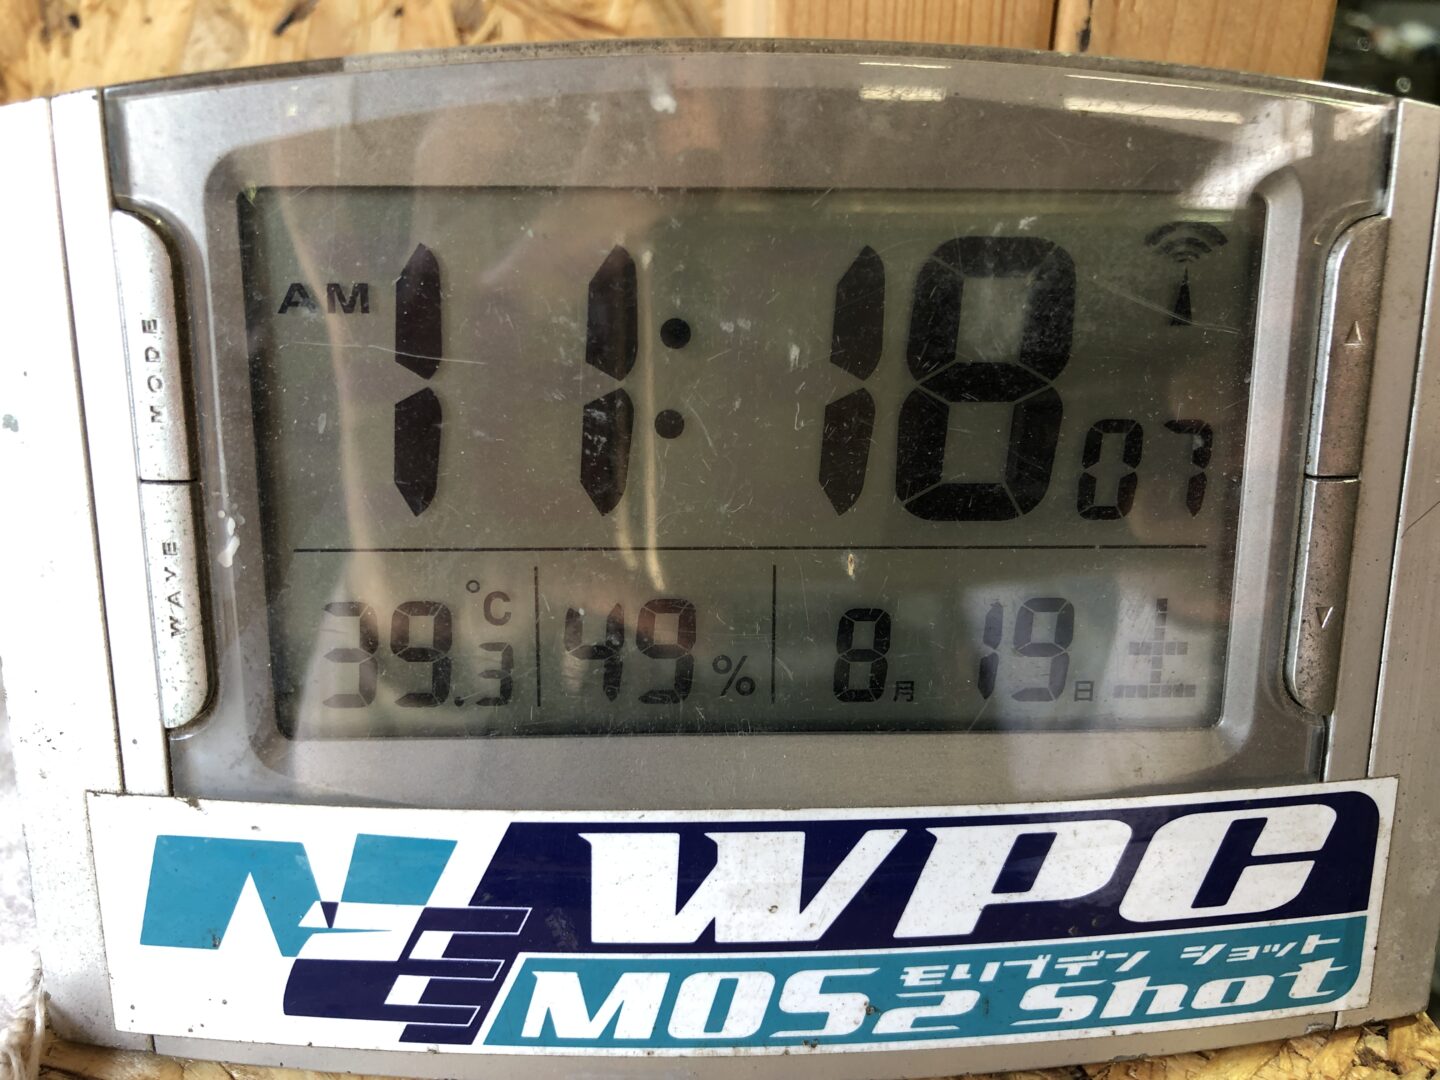 AM 11:18 07
MODE
WAVE
39.3 °C 49 % 8月 19日 土
NE WPC
モリブデン ショット
MOS2 Shot